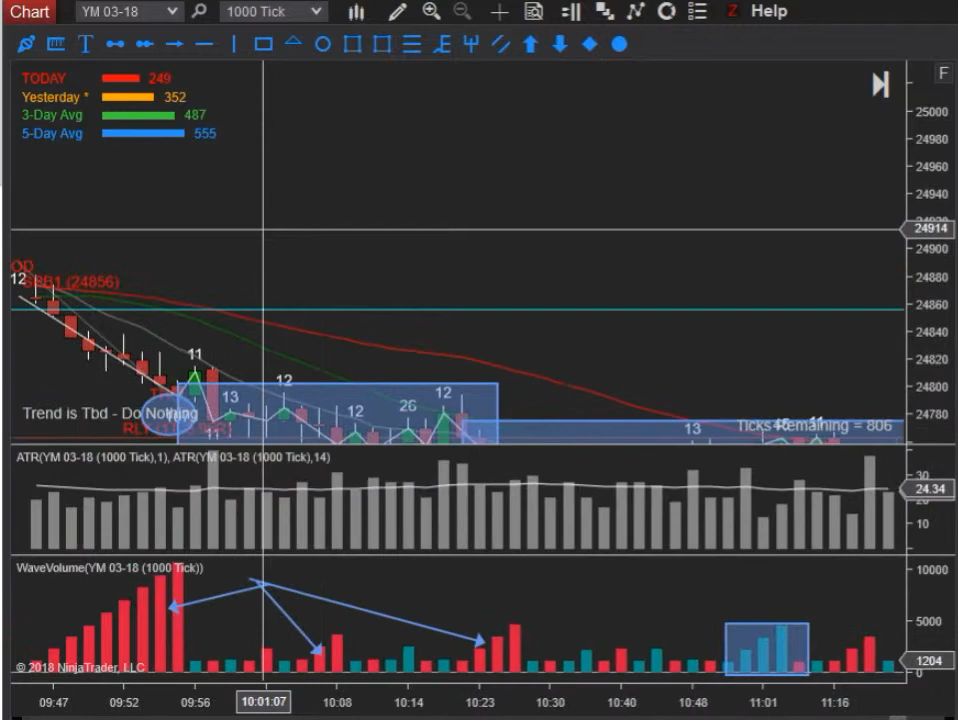 Chart YM 03-18 1000 Tick Z Help
T
F
TODAY 249
Yesterday * 352
3-Day Avg 487
5-Day Avg 555
25000
24980
24960
24940
24914
24900
24880
24860
24840
24820
24800
24780
OD
12 (24856)
11
12
13
12
26
12
Trend is Tbd - Do Nothing
11
13
11
Ticks Remaining = 806
ATR(YM 03-18 (1000 Tick),1), ATR(YM 03-18 (1000 Tick),14)
30
24.34
10
WaveVolume(YM 03-18 (1000 Tick))
10000
5000
1204
0
© 2018 NinjaTrader, LLC
09:47 09:52 09:56 10:01:07 10:08 10:14 10:23 10:30 10:40 10:48 11:01 11:16